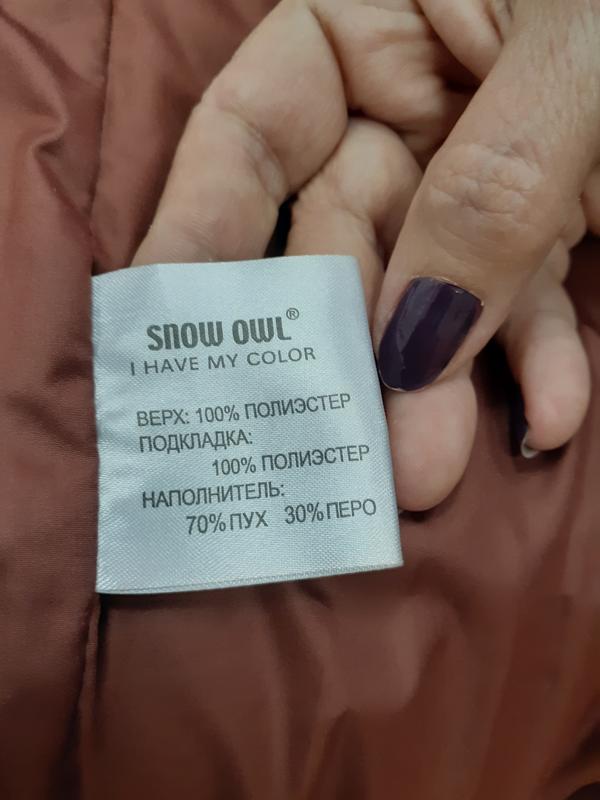 SNOW OWL®
I HAVE MY COLOR
ВЕРХ: 100% ПОЛИЭСТЕР
ПОДКЛАДКА:
100% ПОЛИЭСТЕР
НАПОЛНИТЕЛЬ:
70% ПУХ 30% ПЕРО